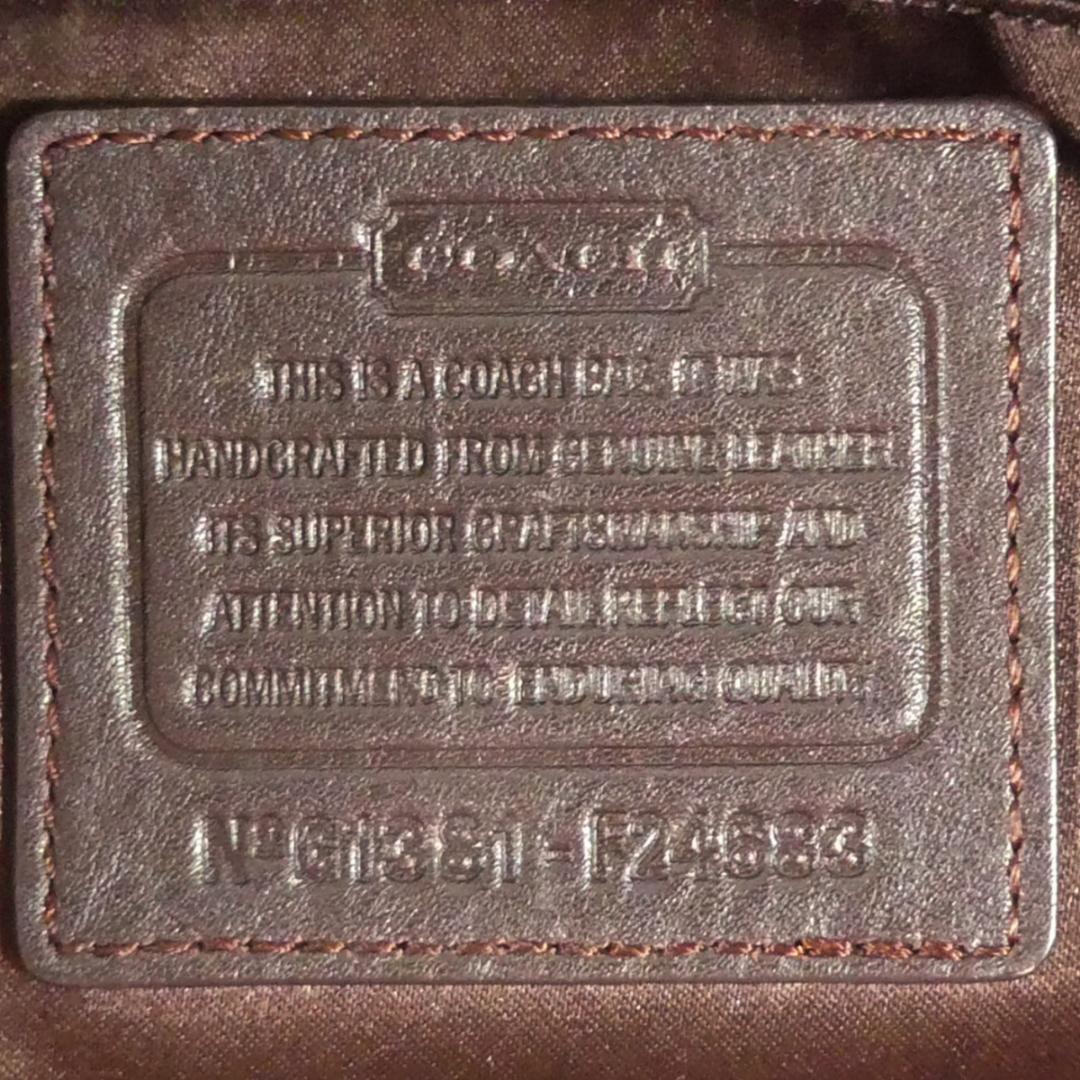 COACH
THIS IS A COACH BAG. IT WAS
HANDCRAFTED FROM GENUINE LEATHER.
ITS SUPERIOR CRAFTSMANSHIP AND
ATTENTION TO DETAIL REFLECT OUR
COMMITMENT TO ENDURING QUALITY.
Nº G1381-F24683